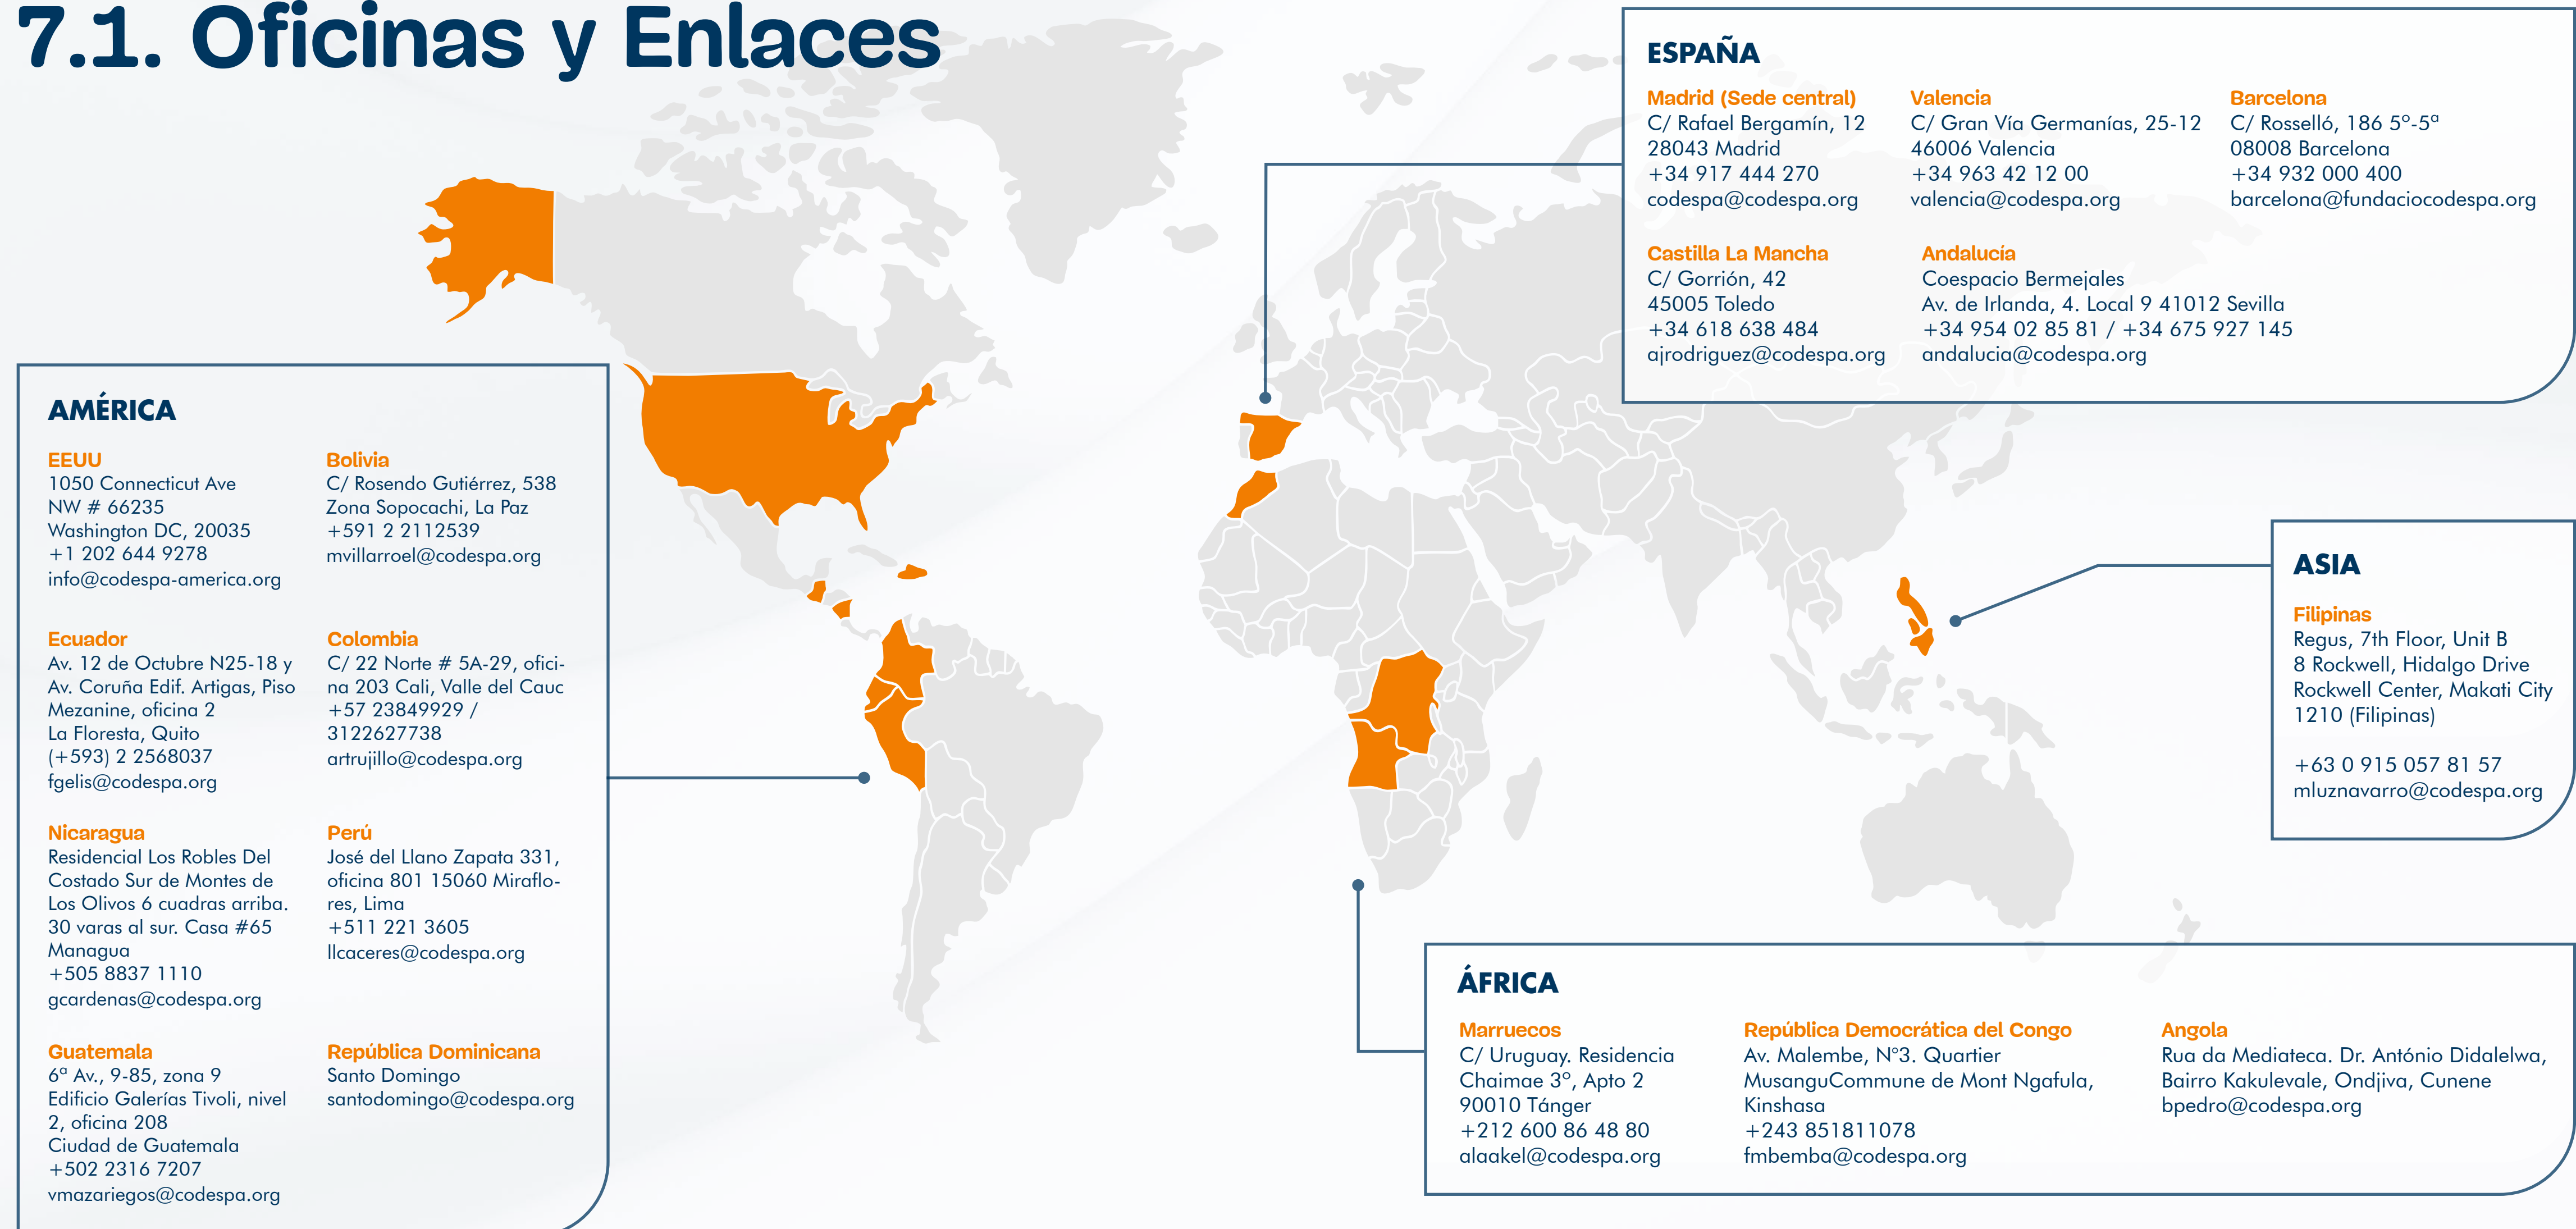 7.1. Oficinas y Enlaces
ESPAÑA
Madrid (Sede central)
C/ Rafael Bergamín, 12
28043 Madrid
+34 917 444 270
codespa@codespa.org
Valencia
C/ Gran Vía Germanías, 25-12
46006 Valencia
+34 963 42 12 00
valencia@codespa.org
Barcelona
C/ Rosselló, 186 5º-5ª
08008 Barcelona
+34 932 000 400
barcelona@fundaciocodespa.org
Castilla La Mancha
C/ Gorrión, 42
45005 Toledo
+34 618 638 484
ajrodriguez@codespa.org
Andalucía
Coespacio Bermejales
Av. de Irlanda, 4. Local 9 41012 Sevilla
+34 954 02 85 81 / +34 675 927 145
andalucia@codespa.org
AMÉRICA
EEUU
1050 Connecticut Ave
NW # 66235
Washington DC, 20035
+1 202 644 9278
info@codespa-america.org
Bolivia
C/ Rosendo Gutiérrez, 538
Zona Sopocachi, La Paz
+591 2 2112539
mvillarroel@codespa.org
Ecuador
Av. 12 de Octubre N25-18 y
Av. Coruña Edif. Artigas, Piso
Mezanine, oficina 2
La Floresta, Quito
(+593) 2 2568037
fgelis@codespa.org
Colombia
C/ 22 Norte # 5A-29, ofici-
na 203 Cali, Valle del Cauc
+57 23849929 /
3122627738
artrujillo@codespa.org
Nicaragua
Residencial Los Robles Del
Costado Sur de Montes de
Los Olivos 6 cuadras arriba.
30 varas al sur. Casa #65
Managua
+505 8837 1110
gcardenas@codespa.org
Perú
José del Llano Zapata 331,
oficina 801 15060 Miraflo-
res, Lima
+511 221 3605
llcaceres@codespa.org
Guatemala
6ª Av., 9-85, zona 9
Edificio Galerías Tivoli, nivel
2, oficina 208
Ciudad de Guatemala
+502 2316 7207
vmazariegos@codespa.org
República Dominicana
Santo Domingo
santodomingo@codespa.org
ASIA
Filipinas
Regus, 7th Floor, Unit B
8 Rockwell, Hidalgo Drive
Rockwell Center, Makati City
1210 (Filipinas)
+63 0 915 057 81 57
mluznavarro@codespa.org
ÁFRICA
Marruecos
C/ Uruguay. Residencia
Chaimae 3º, Apto 2
90010 Tánger
+212 600 86 48 80
alaakel@codespa.org
República Democrática del Congo
Av. Malembe, N°3. Quartier
MusanguCommune de Mont Ngafula,
Kinshasa
+243 851811078
fmbemba@codespa.org
Angola
Rua da Mediateca. Dr. António Didalelwa,
Bairro Kakulevale, Ondjiva, Cunene
bpedro@codespa.org